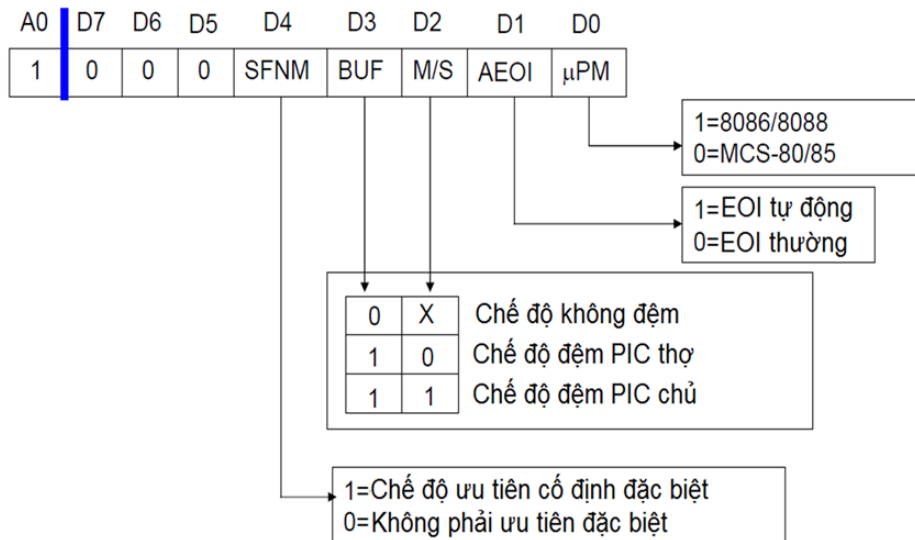 A0 D7 D6 D5 D4 D3 D2 D1 D0
1 0 0 0 SFNM BUF M/S AEOI µPM
1=8086/8088
0=MCS-80/85
1=EOI tự động
0=EOI thường
0 X Chế độ không đệm
1 0 Chế độ đệm PIC thợ
1 1 Chế độ đệm PIC chủ
1=Chế độ ưu tiên cố định đặc biệt
0=Không phải ưu tiên đặc biệt